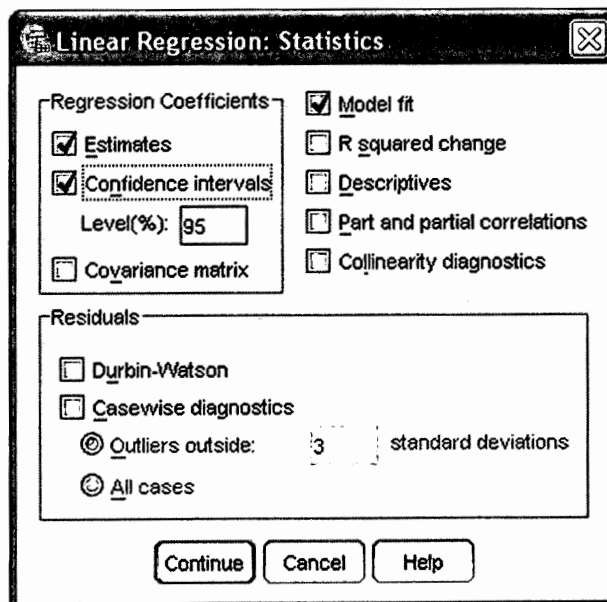 Linear Regression: Statistics
Regression Coefficients
Estimates
Confidence intervals
Level(%): 95
Covariance matrix
Model fit
R squared change
Descriptives
Part and partial correlations
Collinearity diagnostics
Residuals
Durbin-Watson
Casewise diagnostics
Outliers outside: 3 standard deviations
All cases
Continue Cancel Help